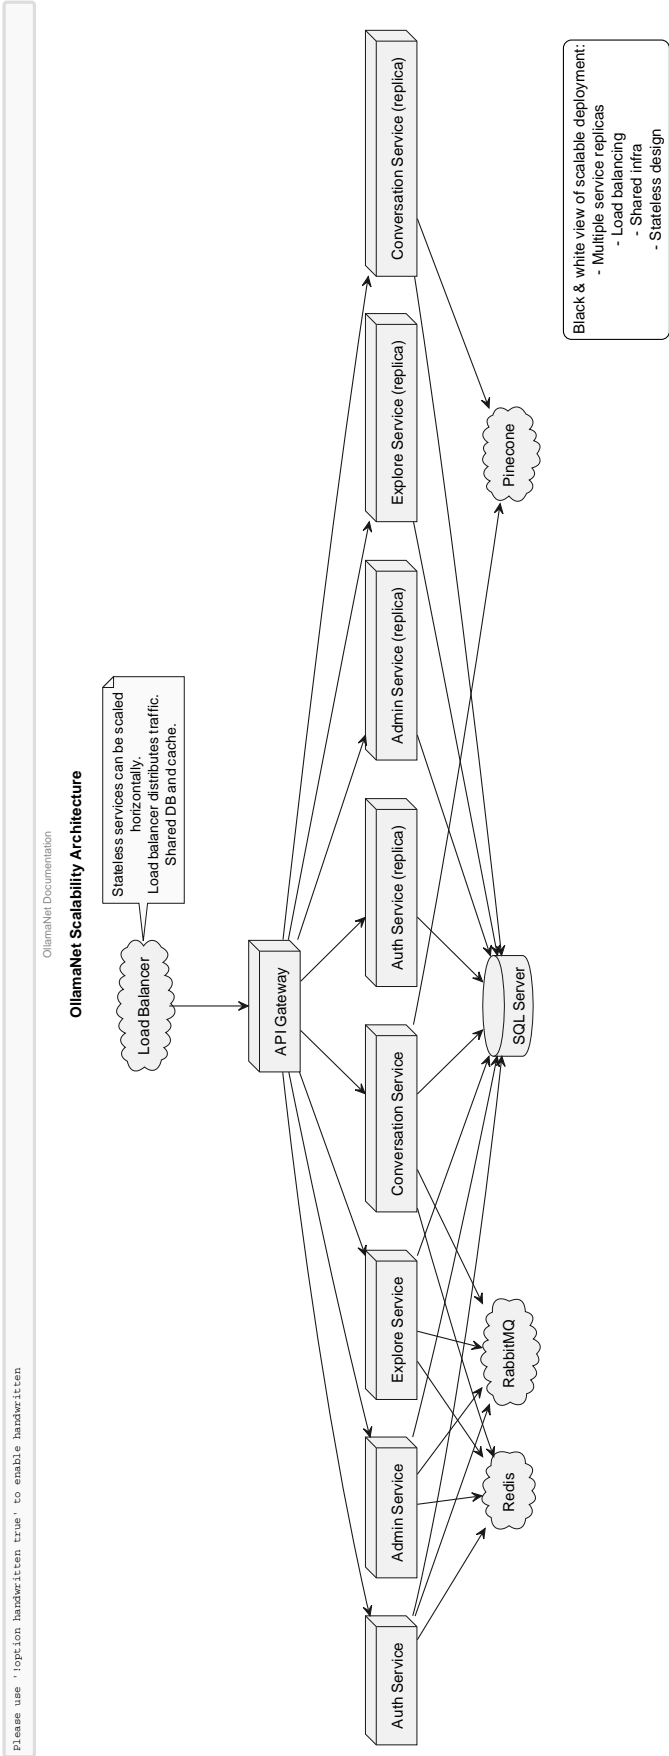 Please use '!option handwritten true' to enable handwritten
OllamaNet Documentation
OllamaNet Scalability Architecture
Stateless services can be scaled
horizontally.
Load balancer distributes traffic.
Shared DB and cache.
Load Balancer
API Gateway
Auth Service
Admin Service
Explore Service
Conversation Service
Auth Service (replica)
Admin Service (replica)
Explore Service (replica)
Conversation Service (replica)
Redis
RabbitMQ
SQL Server
Pinecone
Black & white view of scalable deployment:
- Multiple service replicas
- Load balancing
- Shared infra
- Stateless design